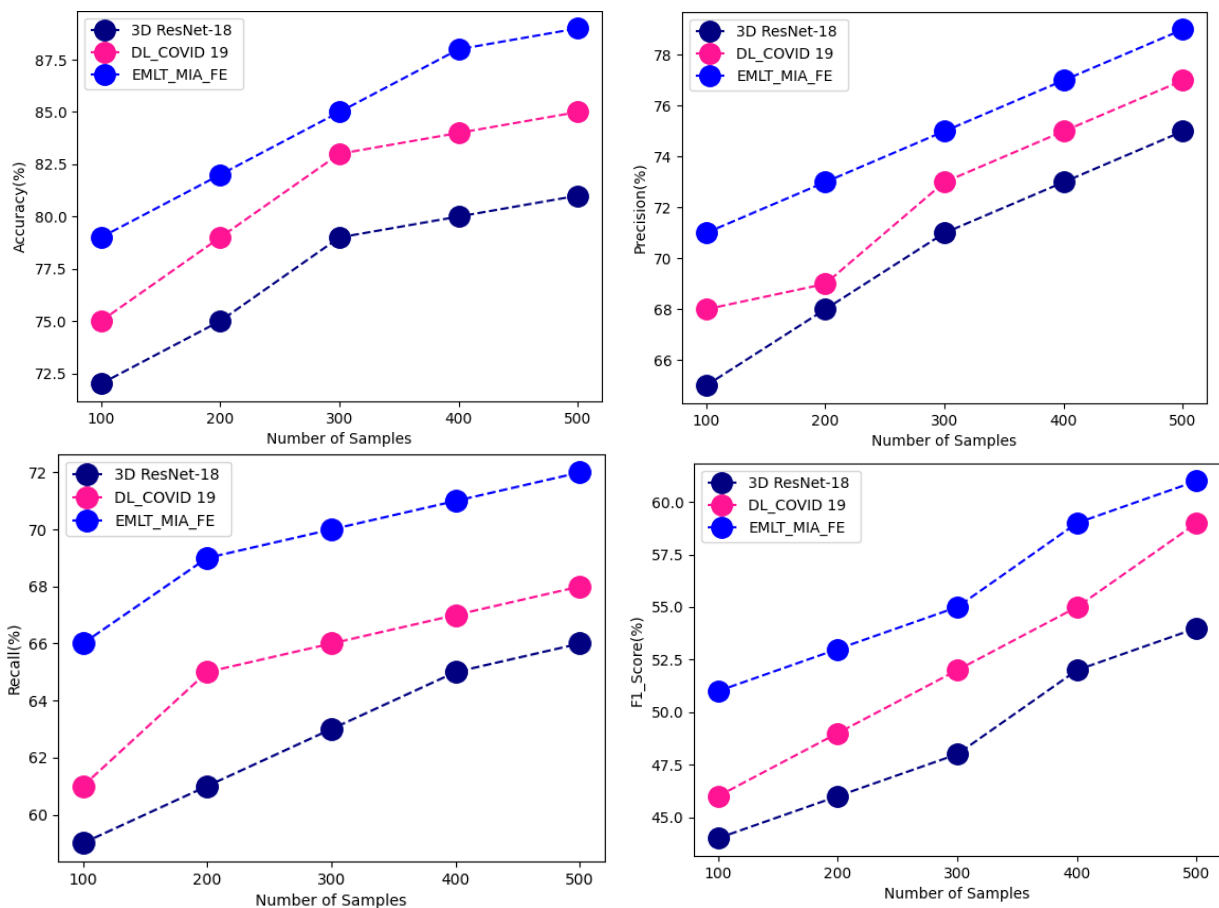 3D ResNet-18
DL_COVID 19
EMLT_MIA_FE
Accuracy(%)
87.5
85.0
82.5
80.0
77.5
75.0
72.5
100 200 300 400 500
Number of Samples
3D ResNet-18
DL_COVID 19
EMLT_MIA_FE
Precision(%)
78
76
74
72
70
68
66
100 200 300 400 500
Number of Samples
3D ResNet-18
DL_COVID 19
EMLT_MIA_FE
Recall(%)
72
70
68
66
64
62
60
100 200 300 400 500
Number of Samples
3D ResNet-18
DL_COVID 19
EMLT_MIA_FE
F1_Score(%)
60.0
57.5
55.0
52.5
50.0
47.5
45.0
100 200 300 400 500
Number of Samples